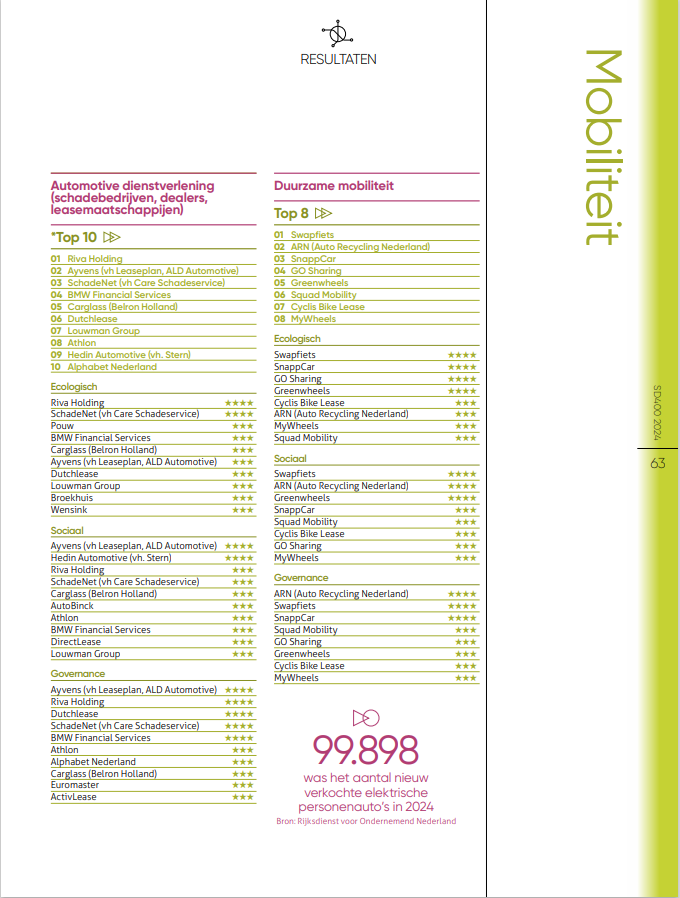 RESULTATEN
Automotive dienstverlening
(schadebedrijven, dealers,
leasemaatschappijen)
*Top 10
01 Riva Holding
02 Ayvens (vh Leaseplan, ALD Automotive)
03 SchadeNet (vh Care Schadeservice)
04 BMW Financial Services
05 Carglass (Belron Holland)
06 Dutchlease
07 Louwman Group
08 Athlon
09 Hedin Automotive (vh. Stern)
10 Alphabet Nederland
Ecologisch
Riva Holding ★★★★
SchadeNet (vh Care Schadeservice) ★★★★
Pouw ★★★
BMW Financial Services ★★★
Carglass (Belron Holland) ★★★
Ayvens (vh Leaseplan, ALD Automotive) ★★★
Dutchlease ★★★
Louwman Group ★★★
Broekhuis ★★★
Wensink ★★★
Sociaal
Ayvens (vh Leaseplan, ALD Automotive) ★★★★
Hedin Automotive (vh. Stern) ★★★★
Riva Holding ★★★
SchadeNet (vh Care Schadeservice) ★★★
Carglass (Belron Holland) ★★★
AutoBinck ★★★
Athlon ★★★
BMW Financial Services ★★★
DirectLease ★★★
Louwman Group ★★★
Governance
Ayvens (vh Leaseplan, ALD Automotive) ★★★★
Riva Holding ★★★★
Dutchlease ★★★★
SchadeNet (vh Care Schadeservice) ★★★★
BMW Financial Services ★★★★
Athlon ★★★
Alphabet Nederland ★★★
Carglass (Belron Holland) ★★★
Euromaster ★★★
ActivLease ★★★
Duurzame mobiliteit
Top 8
01 Swapfiets
02 ARN (Auto Recycling Nederland)
03 SnappCar
04 GO Sharing
05 Greenwheels
06 Squad Mobility
07 Cyclis Bike Lease
08 MyWheels
Ecologisch
Swapfiets ★★★★
SnappCar ★★★★
GO Sharing ★★★★
Greenwheels ★★★★
Cyclis Bike Lease ★★★
ARN (Auto Recycling Nederland) ★★★
MyWheels ★★★
Squad Mobility ★★★
Sociaal
Swapfiets ★★★★
ARN (Auto Recycling Nederland) ★★★★
Greenwheels ★★★★
SnappCar ★★★
Squad Mobility ★★★
Cyclis Bike Lease ★★★
GO Sharing ★★★
MyWheels ★★★
Governance
ARN (Auto Recycling Nederland) ★★★★
Swapfiets ★★★★
SnappCar ★★★★
Squad Mobility ★★★
GO Sharing ★★★
Greenwheels ★★★
Cyclis Bike Lease ★★★
MyWheels ★★★
99.898
was het aantal nieuw
verkochte elektrische
personenauto's in 2024
Bron: Rijksdienst voor Ondernemend Nederland
Mobiliteit
SD400 2024
63